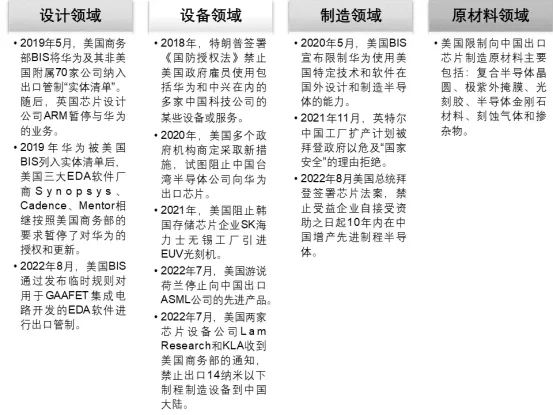 设计领域
• 2019年5月，美国商务
部BIS将华为及其非美
国附属70家公司纳入
出口管制“实体清单”。
随后，英国芯片设计
公司ARM暂停与华为
的业务。
• 2019年华为被美国
BIS列入实体清单后，
美国三大EDA软件厂
商Synopsys、
Cadence、Mentor相
继按照美国商务部的
要求暂停了对华为的
授权和更新。
• 2022年8月，美国BIS
通过发布临时规则对
用于GAAFET集成电
路开发的EDA软件进
行出口管制。
设备领域
• 2018年，特朗普签署
《国防授权法》禁止
美国政府雇员使用包
括华为和中兴在内的
多家中国科技公司的
某些设备或服务。
• 2020年，美国多个政
府机构商定采取新措
施，试图阻止中国台
湾半导体公司向华为
出口芯片。
• 2021年，美国阻止韩
国存储芯片企业SK海
力士无锡工厂引进
EUV光刻机。
• 2022年7月，美国游说
荷兰停止向中国出口
ASML公司的先进产品。
• 2022年7月，美国两家
芯片设备公司Lam
Research和KLA收到
美国商务部的通知，
禁止出口14纳米以下
制程制造设备到中国
大陆。
制造领域
• 2020年5月，美国BIS
宣布限制华为使用美
国特定技术和软件在
国外设计和制造半导
体的能力。
• 2021年11月，英特尔
中国工厂扩产计划被
拜登政府以危及“国家
安全”的理由拒绝。
• 2022年8月美国总统拜
登签署芯片法案，禁
止受益企业自接受资
助之日起10年内在中
国增产先进制程半导
体。
原材料领域
• 美国限制向中国出口
芯片制造原材料主要
包括：复合半导体晶
圆、极紫外掩膜、光
刻胶、半导体金刚石
材料、刻蚀气体和掺
杂物。